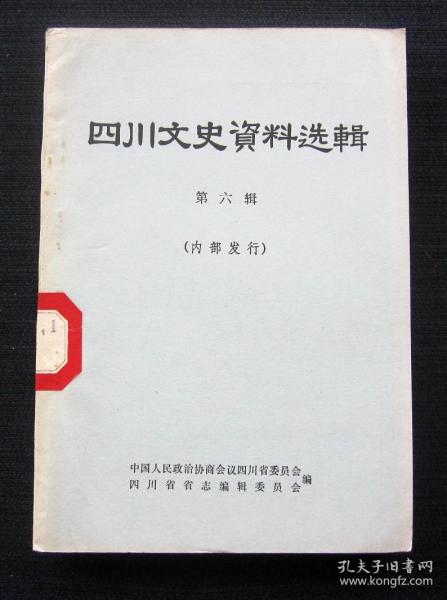 四川文史資料选輯
第六辑
(内部发行)
1
中国人民政治协商会议四川省委员会
四川省省志编辑委员会
编
孔夫子旧书网
www.kongfz.com